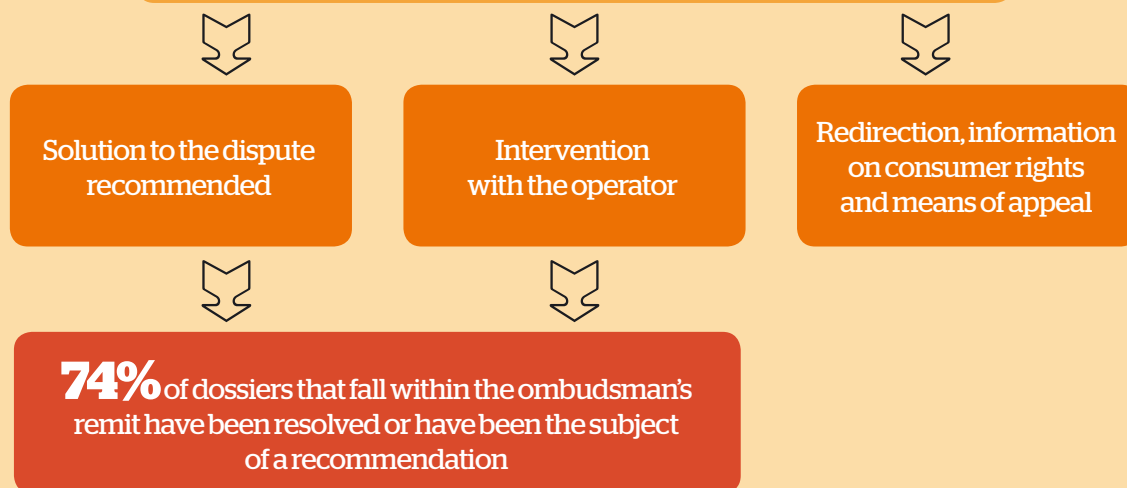 Solution to the dispute
recommended
Intervention
with the operator
Redirection, information
on consumer rights
and means of appeal
74% of dossiers that fall within the ombudsman's
remit have been resolved or have been the subject
of a recommendation